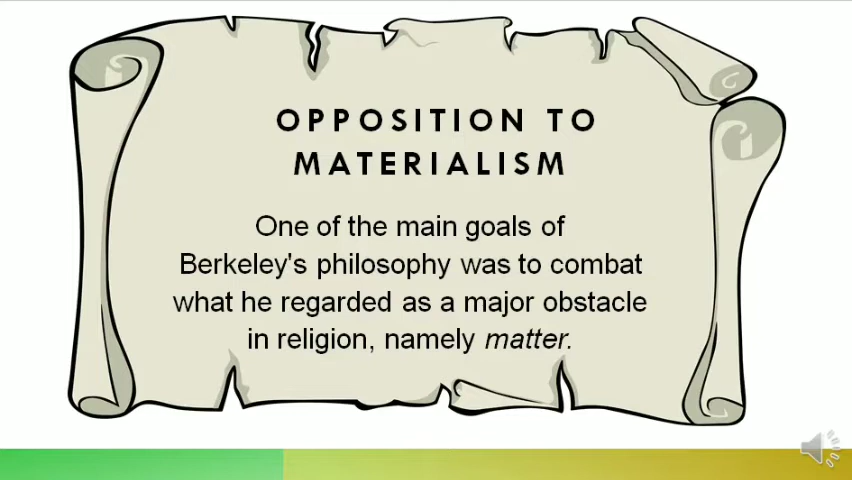 OPPOSITION TO
MATERIALISM
One of the main goals of
Berkeley's philosophy was to combat
what he regarded as a major obstacle
in religion, namely matter.